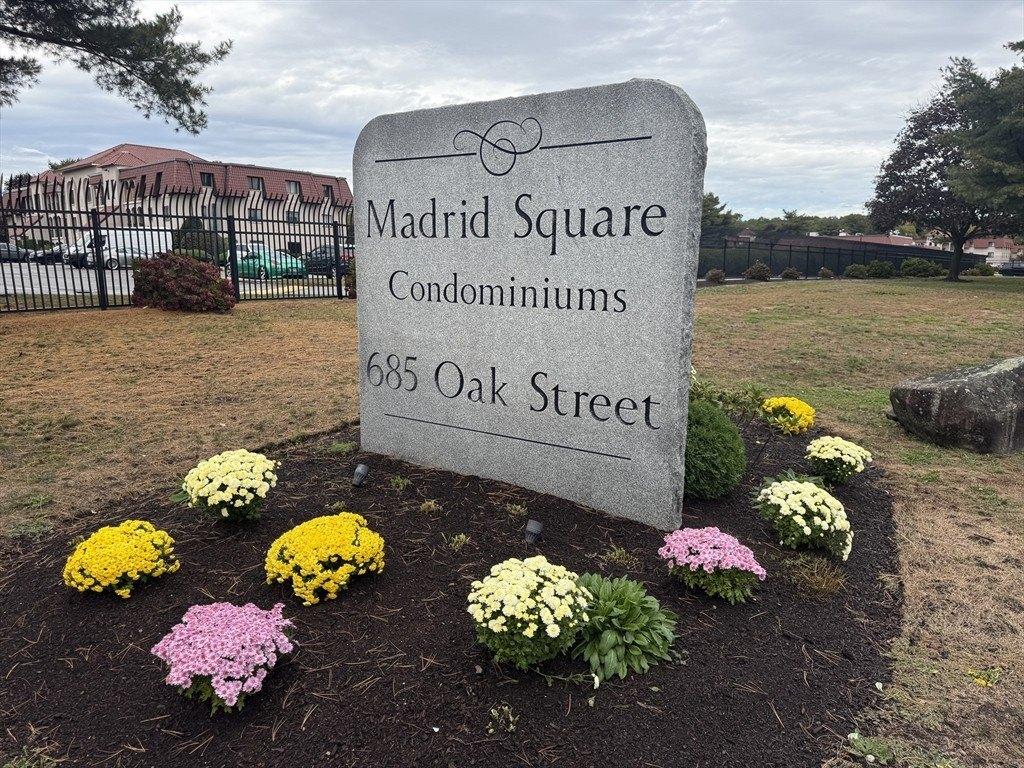 Madrid Square
Condominiums
685 Oak Street